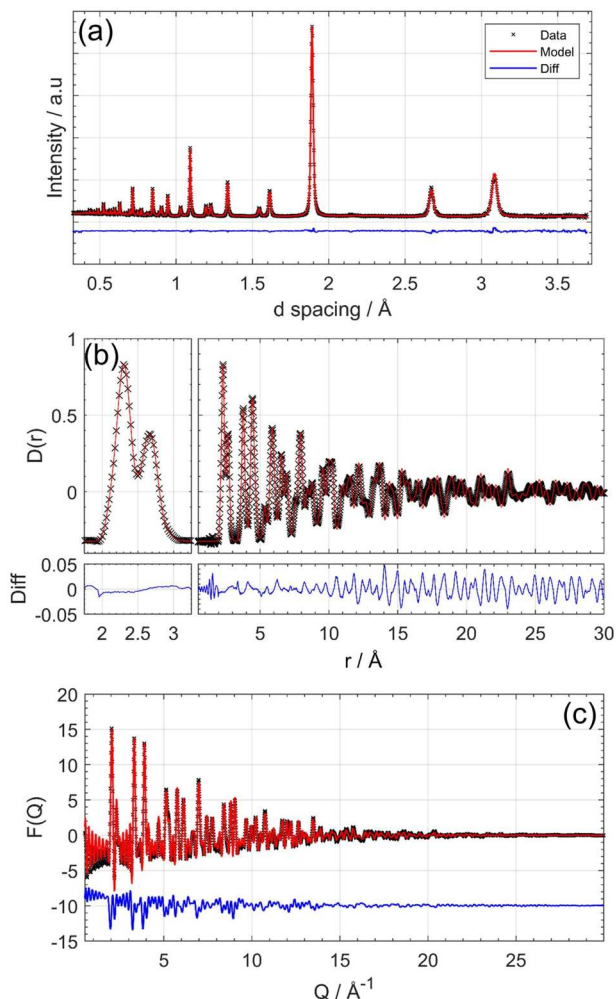 (a)
Data
Model
Diff
Intensity / a.u
0.5 1 1.5 2 2.5 3 3.5
d spacing / Å
(b)
1
0.5
0
D(r)
0.05
0
-0.05
Diff
2 2.5 3 5 10 15 20 25 30
r / Å
(c)
20
15
10
5
0
-5
-10
-15
F(Q)
5 10 15 20 25
Q / Å-1